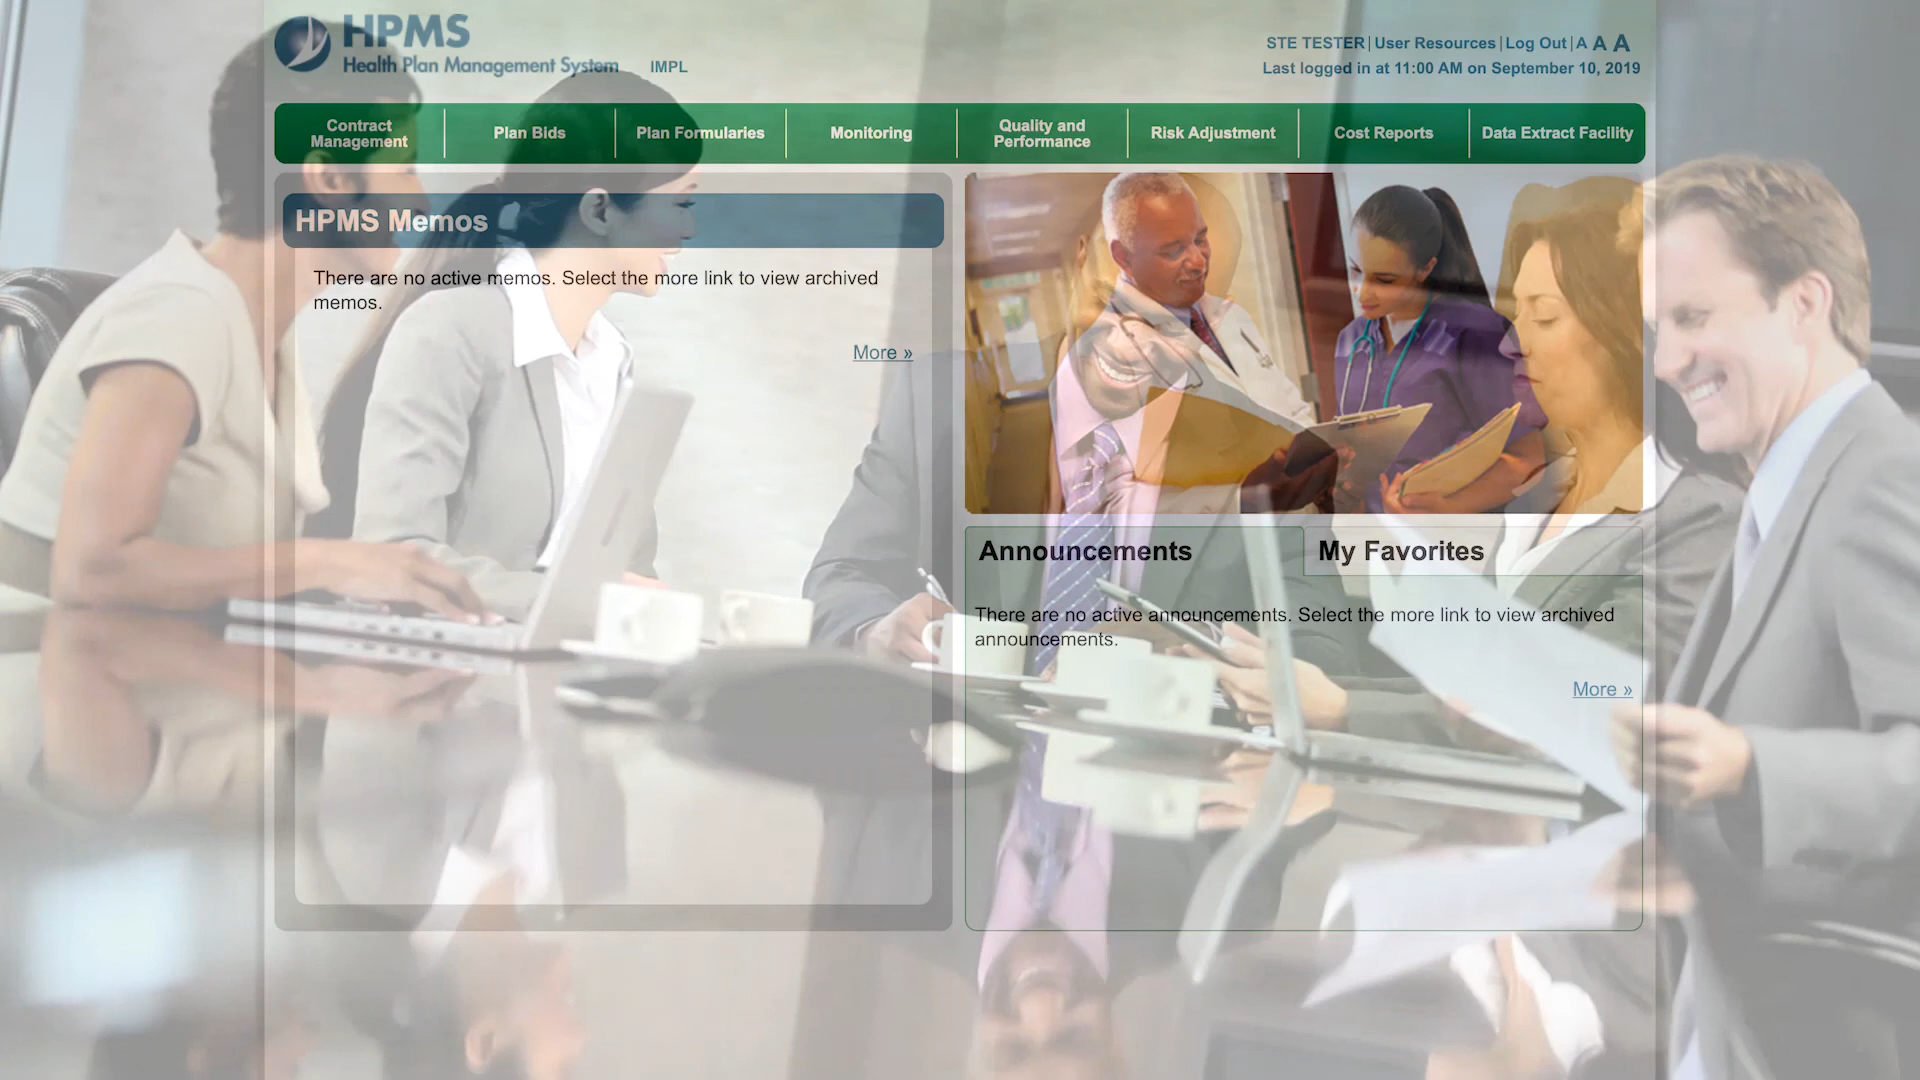 HPMS
Health Plan Management System IMPL
STE TESTER | User Resources | Log Out | A A A
Last logged in at 11:00 AM on September 10, 2019
Contract Management
Plan Bids
Plan Formularies
Monitoring
Quality and Performance
Risk Adjustment
Cost Reports
Data Extract Facility
HPMS Memos
There are no active memos. Select the more link to view archived
memos.
More »
Announcements
My Favorites
There are no active announcements. Select the more link to view archived
announcements.
More »